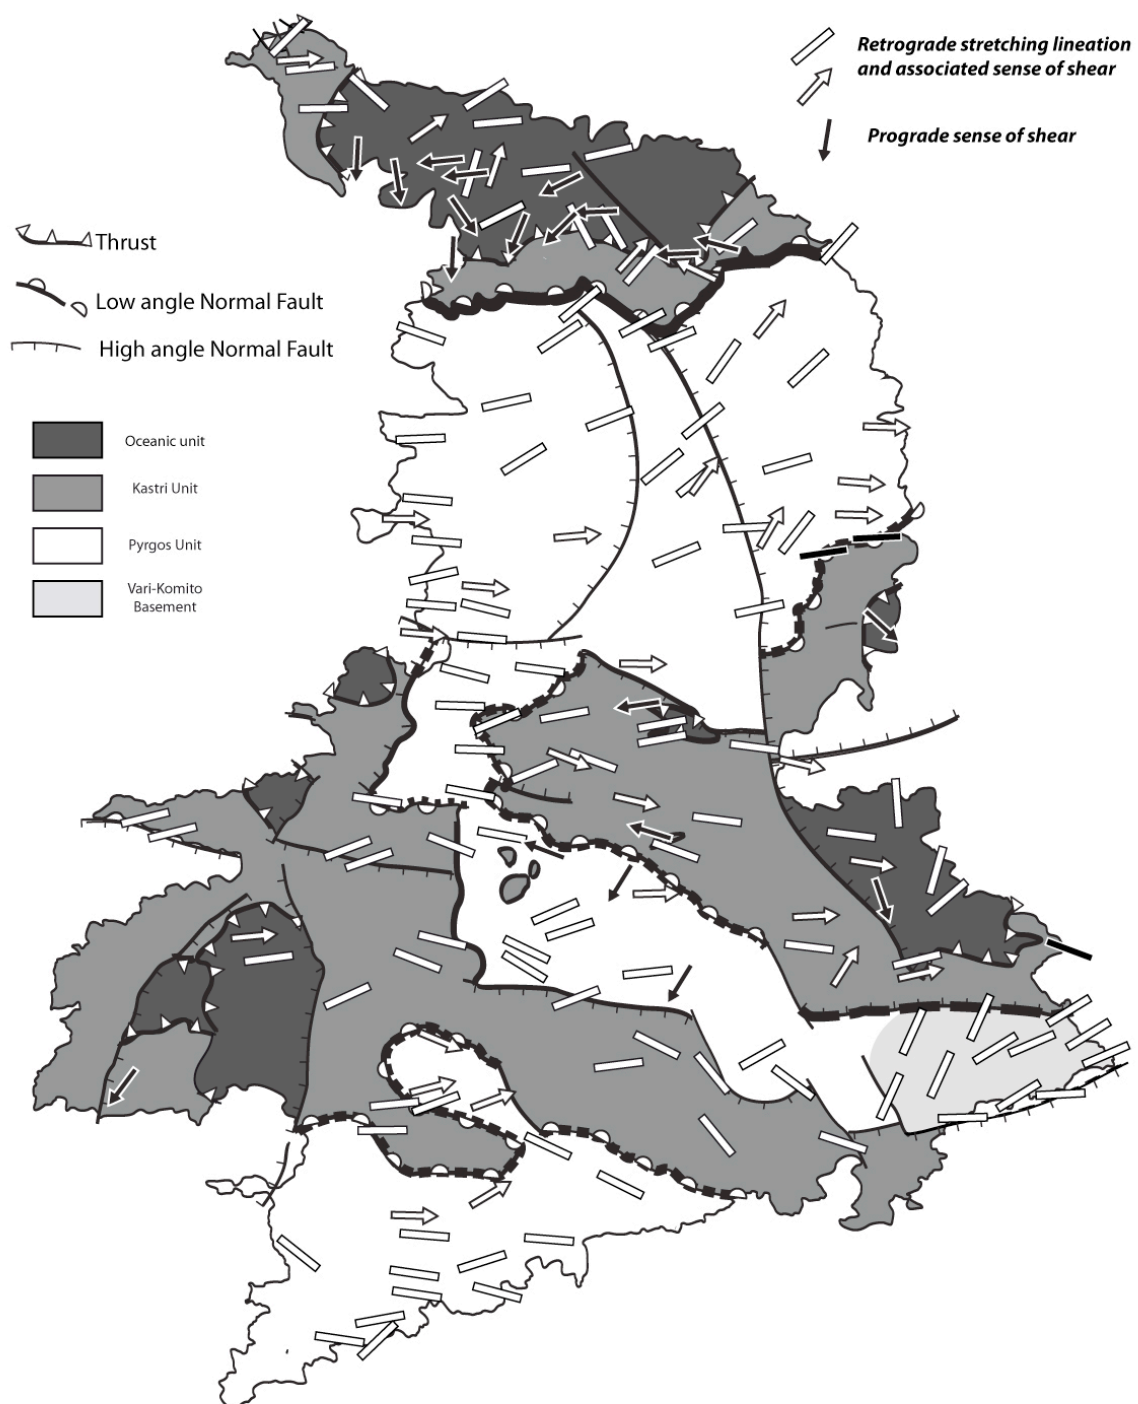 Retrograde stretching lineation
and associated sense of shear
Prograde sense of shear
Thrust
Low angle Normal Fault
High angle Normal Fault
Oceanic unit
Kastri Unit
Pyrgos Unit
Vari-Komito
Basement